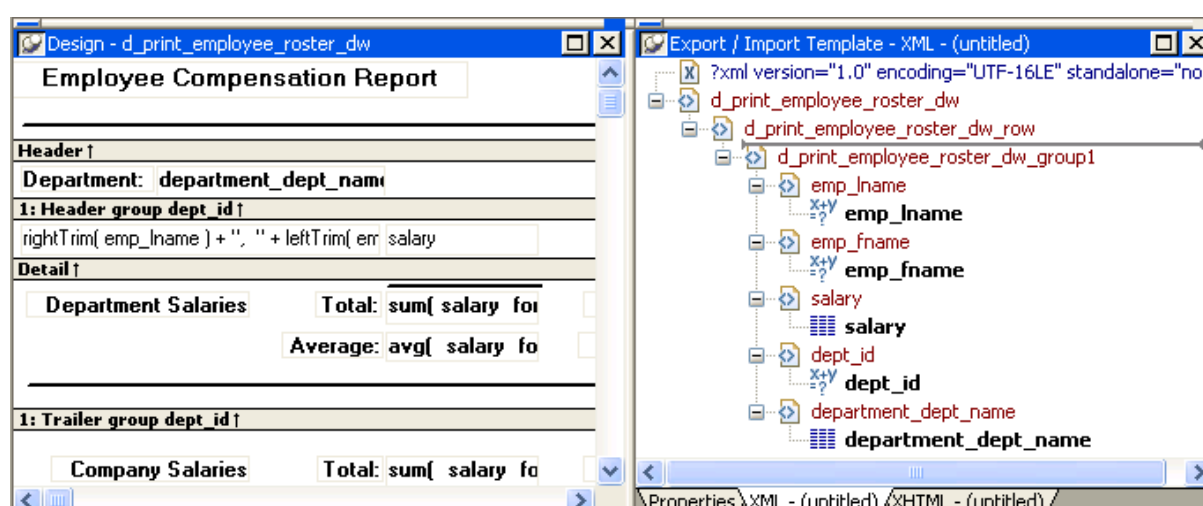 Design - d_print_employee_roster_dw
Employee Compensation Report
Header ↑
Department: department_dept_name
1: Header group dept_id ↑
rightTrim( emp_lname ) + ", " + leftTrim( em salary
Detail ↑
Department Salaries Total: sum( salary for
Average: avg( salary fo
1: Trailer group dept_id ↑
Company Salaries Total: sum( salary fo
Export / Import Template - XML - (untitled)
?xml version="1.0" encoding="UTF-16LE" standalone="no
d_print_employee_roster_dw
d_print_employee_roster_dw_row
d_print_employee_roster_dw_group1
emp_lname
X+Y=? emp_lname
emp_fname
X+Y=? emp_fname
salary
salary
dept_id
X+Y=? dept_id
department_dept_name
department_dept_name
Properties XML - (untitled) XHTML - (untitled)